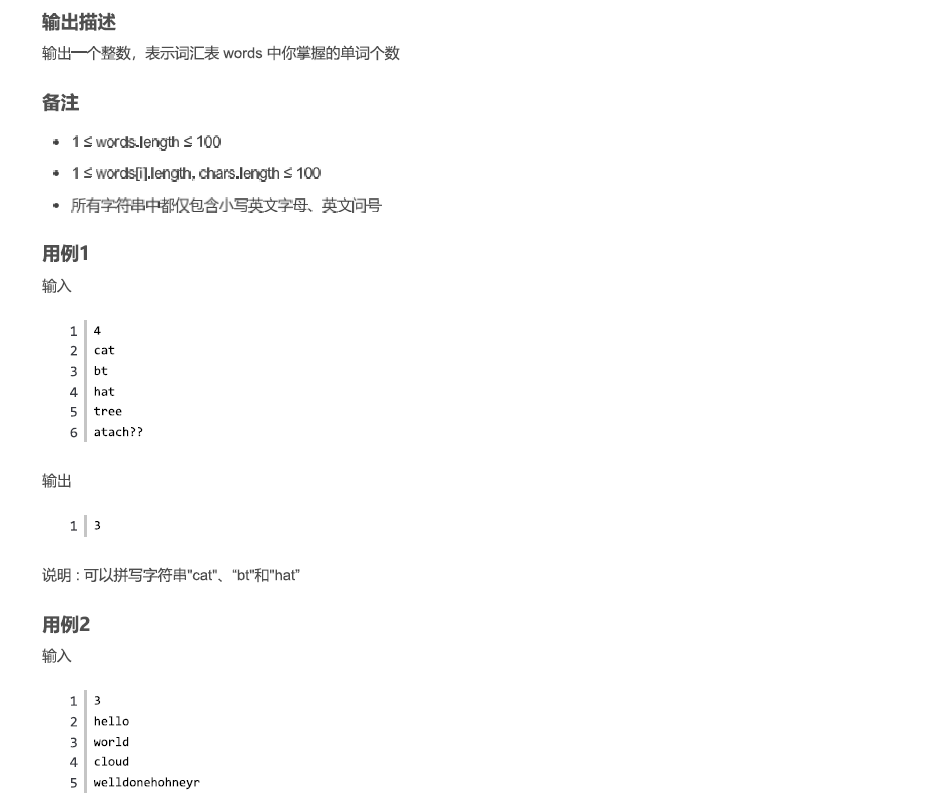 输出描述
输出一个整数，表示词汇表 words 中你掌握的单词个数
备注
• 1 ≤ words.length ≤ 100
• 1 ≤ words[i].length, chars.length ≤ 100
• 所有字符串中都仅包含小写英文字母、英文问号
用例1
输入
1 4
2 cat
3 bt
4 hat
5 tree
6 atach??
输出
1 3
说明：可以拼写字符串"cat"、“bt"和"hat”
用例2
输入
1 3
2 hello
3 world
4 cloud
5 welldonehohneyr